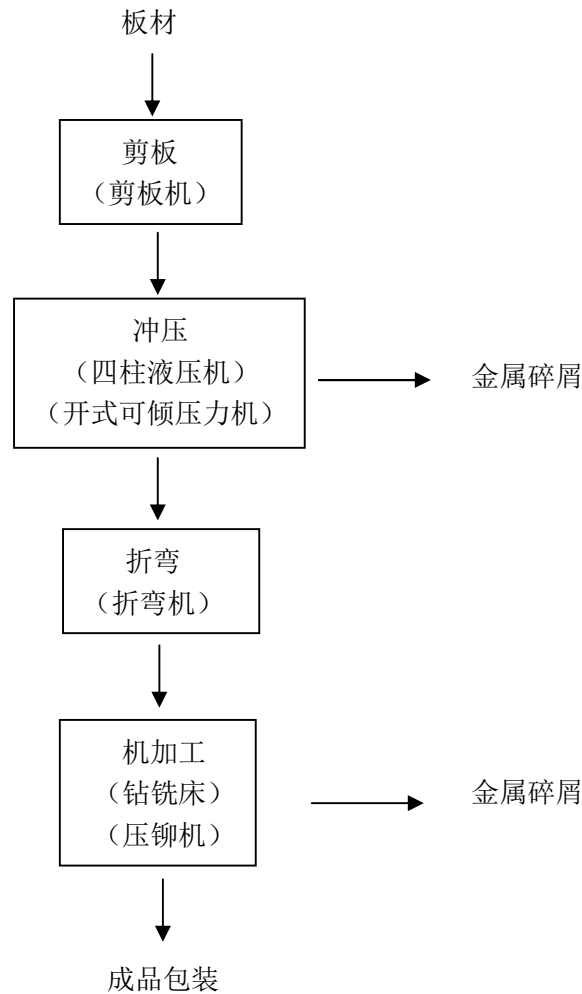 板材
剪板
（剪板机）
冲压
（四柱液压机）
（开式可倾压力机）
金属碎屑
折弯
（折弯机）
机加工
（钻铣床）
（压铆机）
金属碎屑
成品包装